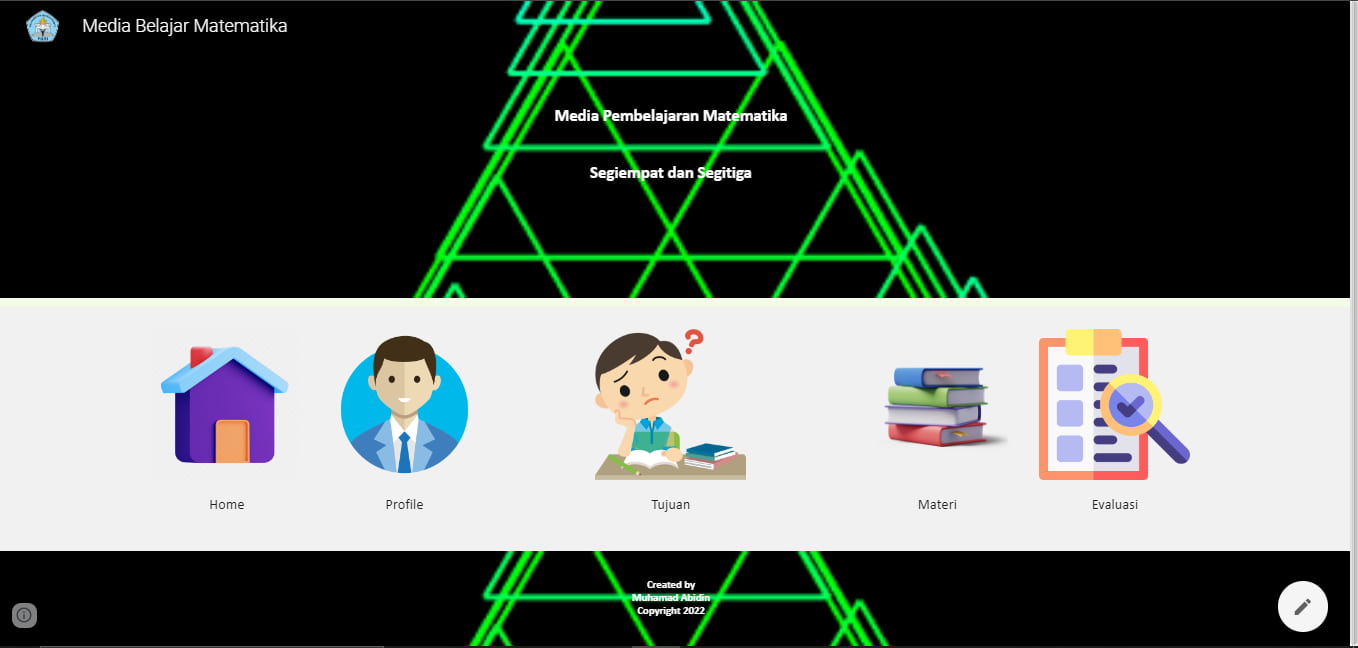 Media Belajar Matematika
Media Pembelajaran Matematika
Segiempat dan Segitiga
Home
Profile
Tujuan
Materi
Evaluasi
Created by
Muhamad Abidin
Copyright 2022